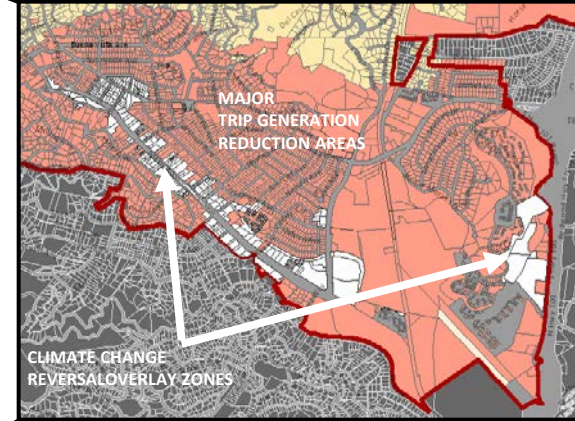 MAJOR
TRIP GENERATION
REDUCTION AREAS
CLIMATE CHANGE
REVERSALOVERLAY ZONES